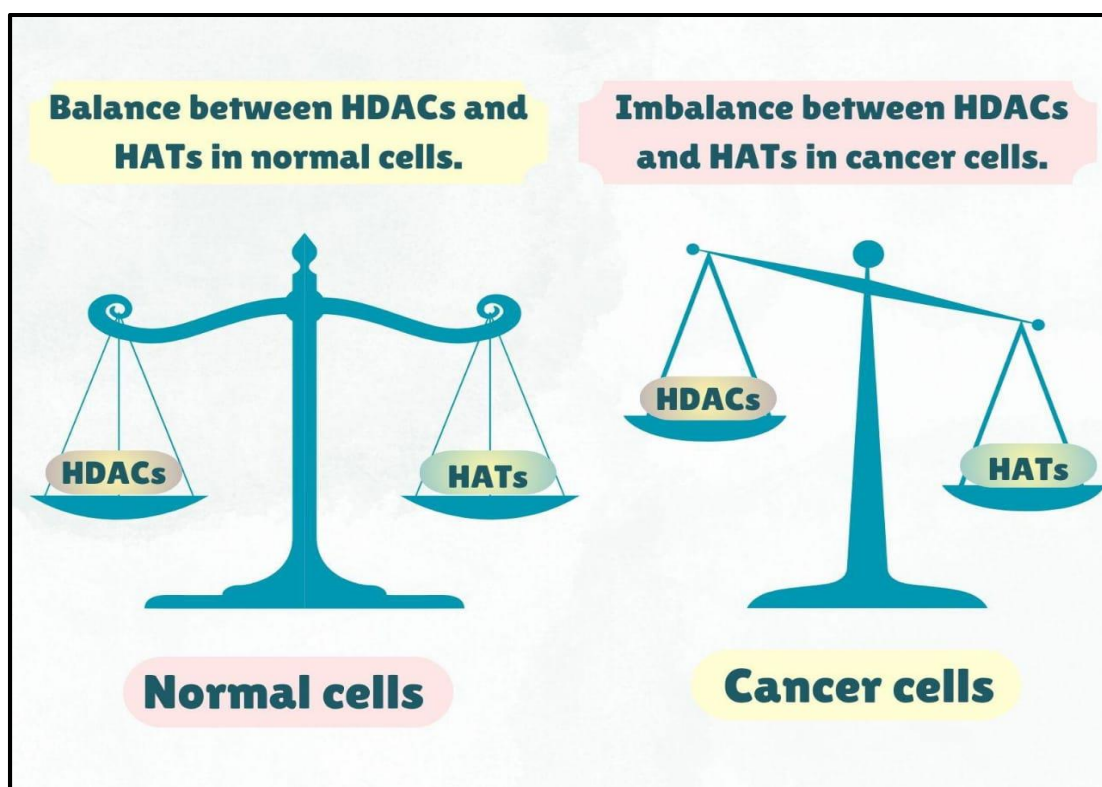 Balance between HDACs and
HATs in normal cells.
Imbalance between HDACs
and HATs in cancer cells.
HDACs
HATs
HDACs
HATs
Normal cells
Cancer cells